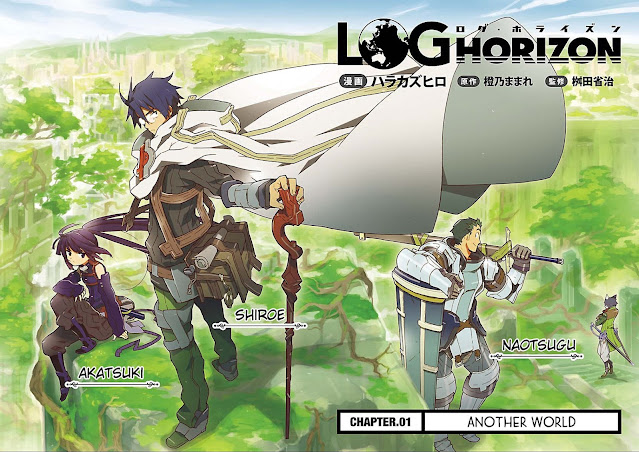 ログ・ホライズン
LOG HORIZON
漫画 ハラカズヒロ 原作 橙乃ままれ 監修 桝田省治
SHIROE
NAOTSUGU
AKATSUKI
CHAPTER.01 ANOTHER WORLD